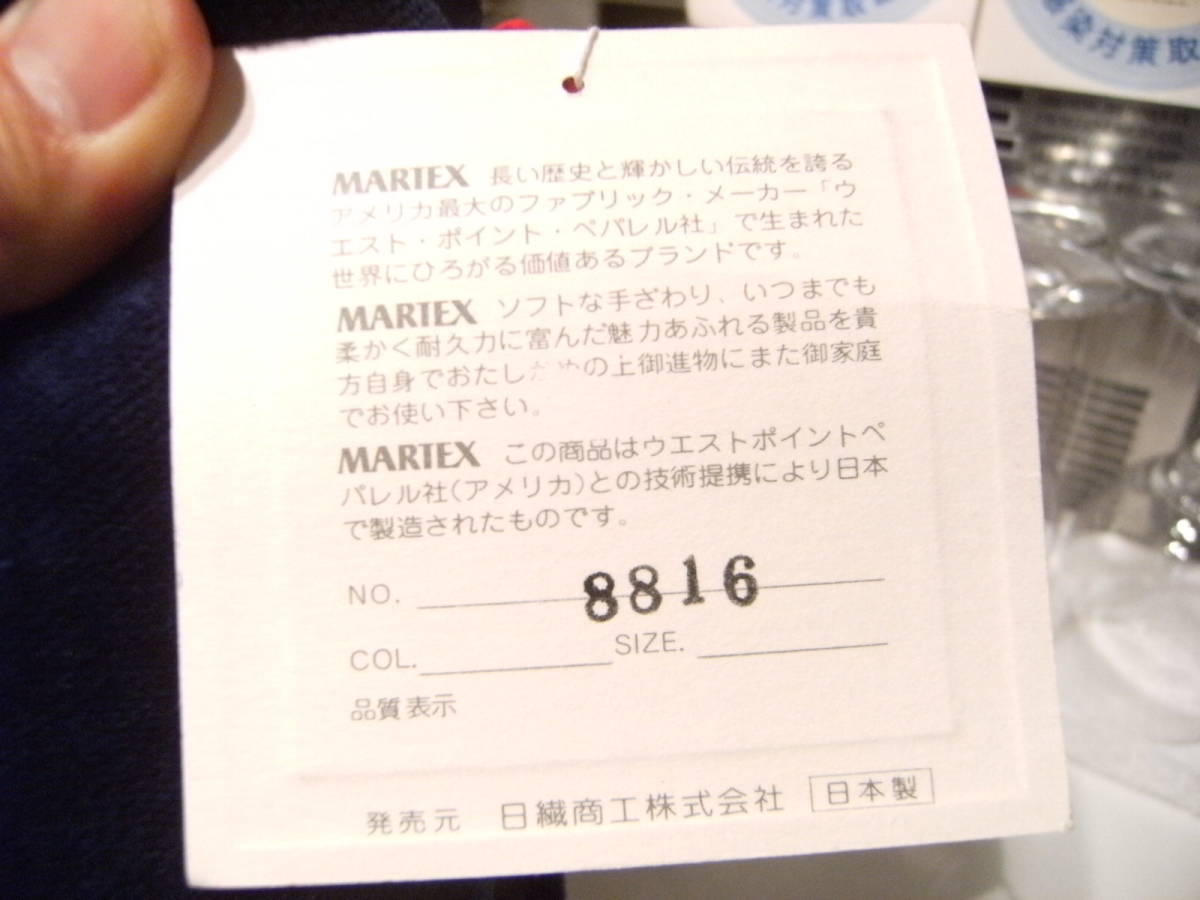 対策取
感染対策取
MARTEX 長い歴史と輝かしい伝統を誇る
アメリカ最大のファブリック・メーカー「ウ
エスト・ポイント・ペパレル社」で生まれた
世界にひろがる価値あるブランドです。
MARTEX ソフトな手ざわり、いつまでも
柔かく耐久力に富んだ魅力あふれる製品を貴
方自身でおたしかめの上御進物にまた御家庭
でお使い下さい。
MARTEX この商品はウエストポイントペ
パレル社(アメリカ)との技術提携により日本
で製造されたものです。
NO. 8816
COL. SIZE.
品質表示
発売元 日繊商工株式会社 日本製